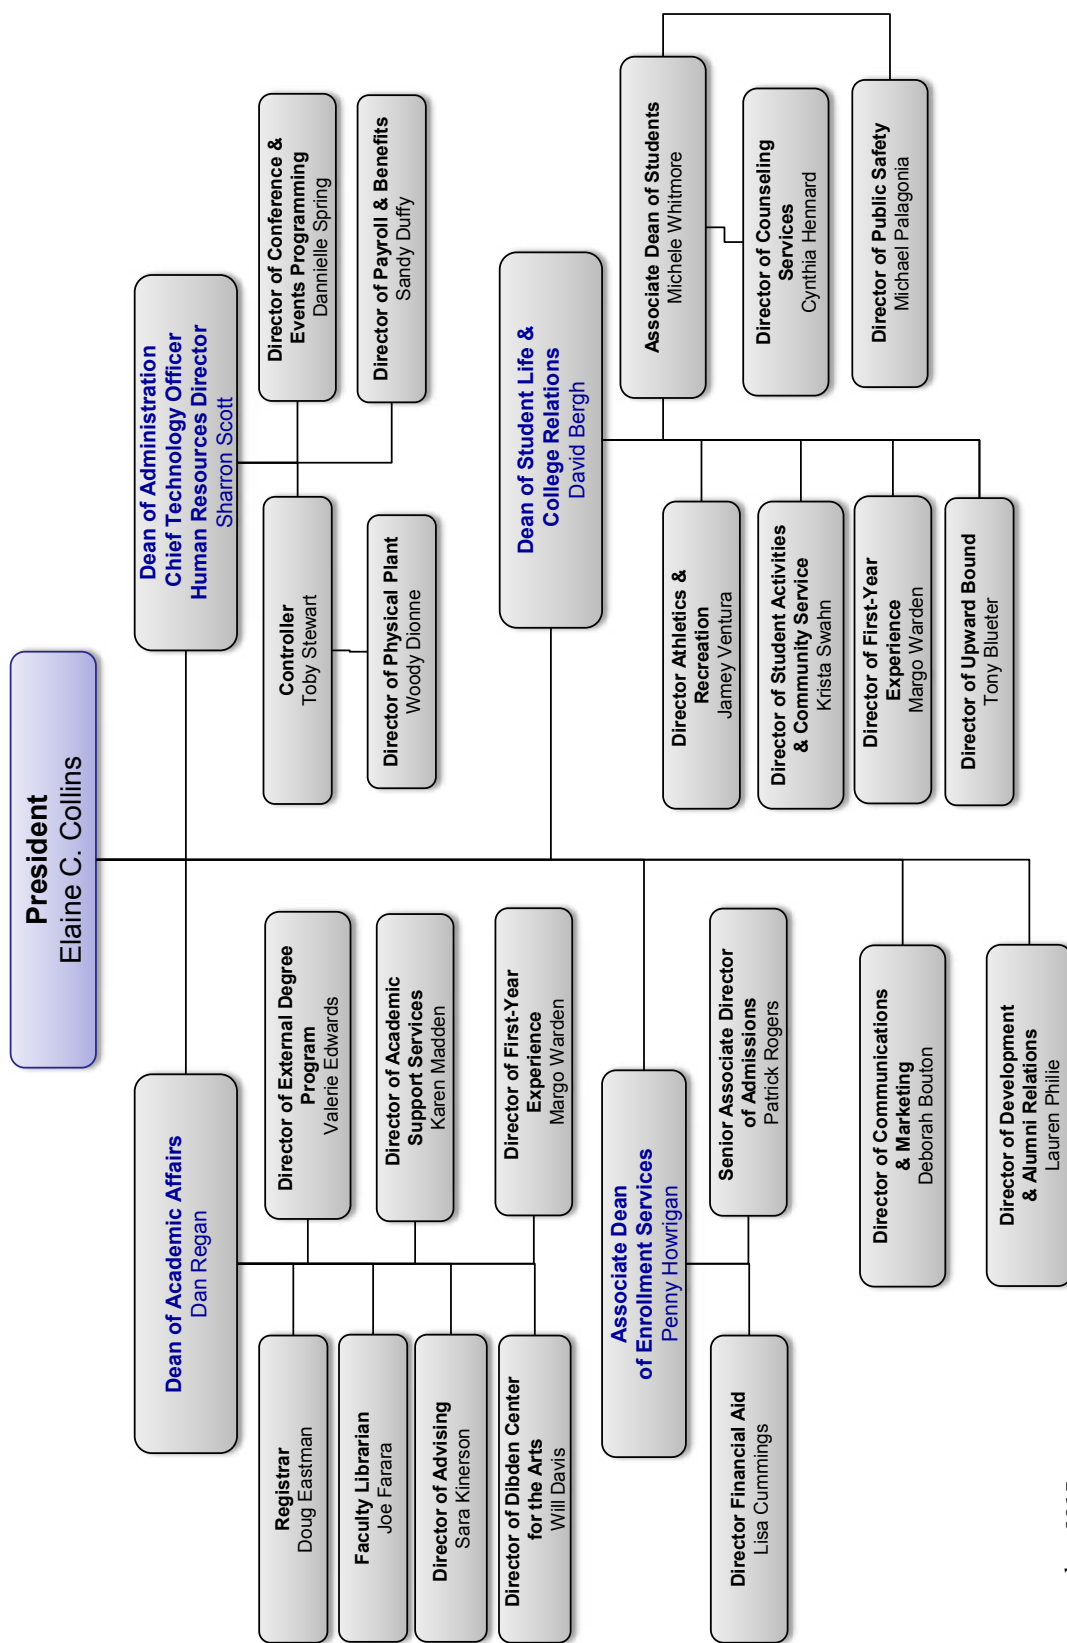 President
Elaine C. Collins
Dean of Academic Affairs
Dan Regan
Dean of Administration
Chief Technology Officer
Human Resources Director
Sharron Scott
Registrar
Doug Eastman
Faculty Librarian
Joe Farara
Director of Advising
Sara Kinerson
Director of Dibden Center
for the Arts
Will Davis
Director of External Degree
Program
Valerie Edwards
Director of Academic
Support Services
Karen Madden
Director of First-Year
Experience
Margo Warden
Controller
Toby Stewart
Director of Physical Plant
Woody Dionne
Director of Conference &
Events Programming
Dannielle Spring
Director of Payroll & Benefits
Sandy Duffy
Associate Dean
of Enrollment Services
Penny Howrigan
Director Financial Aid
Lisa Cummings
Senior Associate Director
of Admissions
Patrick Rogers
Dean of Student Life &
College Relations
David Bergh
Director Athletics &
Recreation
Jamey Ventura
Director of Student Activities
& Community Service
Krista Swahn
Director of First-Year
Experience
Margo Warden
Director of Upward Bound
Tony Blueter
Associate Dean of Students
Michele Whitmore
Director of Counseling
Services
Cynthia Hennard
Director of Public Safety
Michael Palagonia
Director of Communications
& Marketing
Deborah Bouton
Director of Development
& Alumni Relations
Lauren Philie